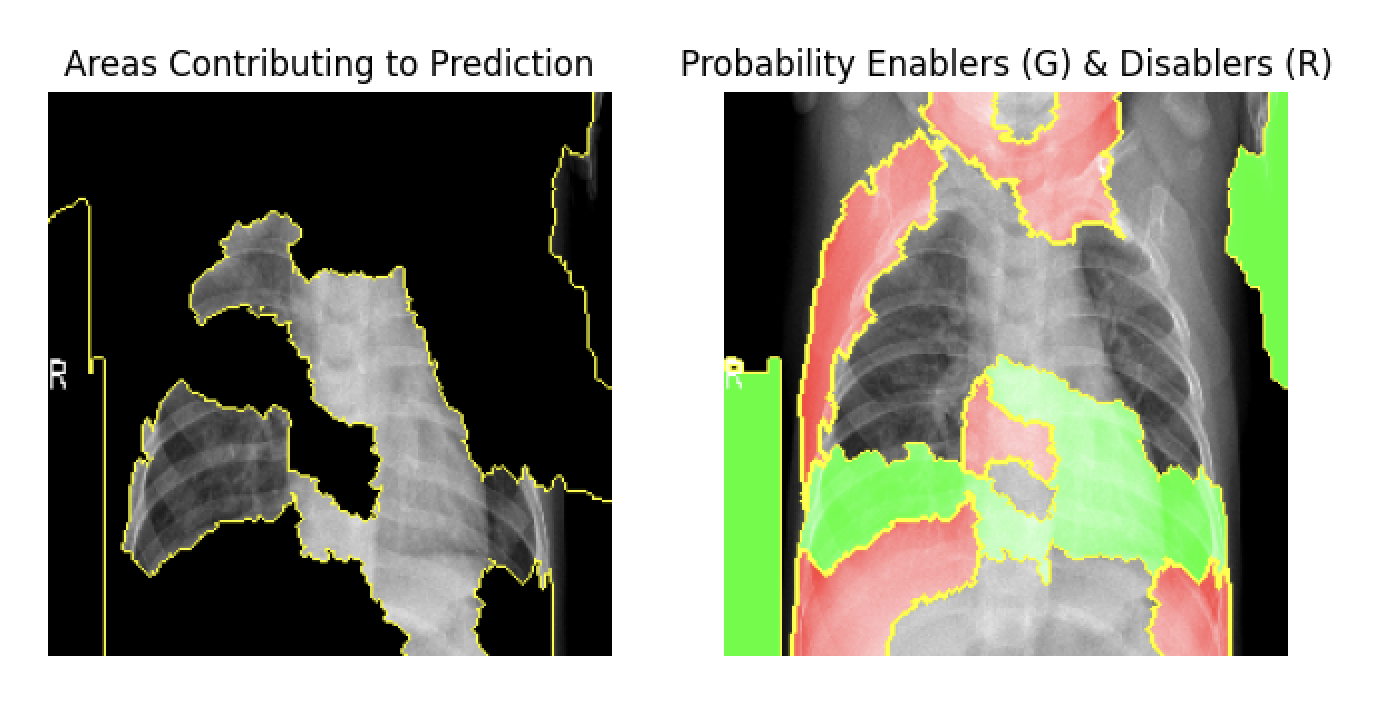 Areas Contributing to Prediction
Probability Enablers (G) & Disablers (R)
R
R